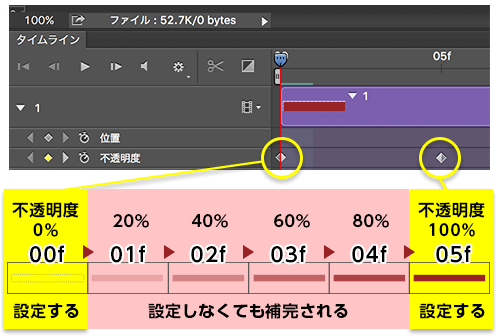 100% ファイル : 52.7K/0 bytes
タイムライン
00 05f
1 1
位置
不透明度
不透明度 20% 40% 60% 80% 不透明度
0% 100%
00f 01f 02f 03f 04f 05f
設定する 設定しなくても補完される 設定する